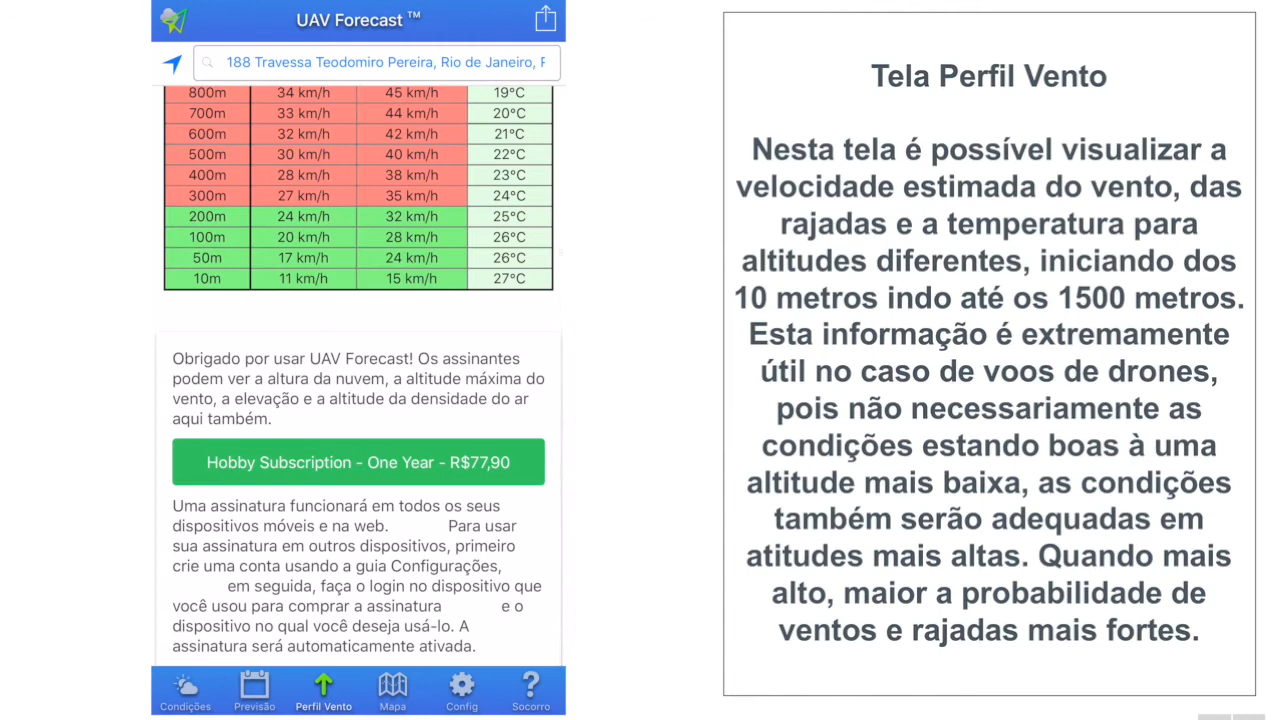 UAV Forecast ™
188 Travessa Teodomiro Pereira, Rio de Janeiro, F
800m 34 km/h 45 km/h 19°C
700m 33 km/h 44 km/h 20°C
600m 32 km/h 42 km/h 21°C
500m 30 km/h 40 km/h 22°C
400m 28 km/h 38 km/h 23°C
300m 27 km/h 35 km/h 24°C
200m 24 km/h 32 km/h 25°C
100m 20 km/h 28 km/h 26°C
50m 17 km/h 24 km/h 26°C
10m 11 km/h 15 km/h 27°C
Obrigado por usar UAV Forecast! Os assinantes
podem ver a altura da nuvem, a altitude máxima do
vento, a elevação e a altitude da densidade do ar
aqui também.
Hobby Subscription - One Year - R$77,90
Uma assinatura funcionará em todos os seus
dispositivos móveis e na web. Para usar
sua assinatura em outros dispositivos, primeiro
crie uma conta usando a guia Configurações,
em seguida, faça o login no dispositivo que
você usou para comprar a assinatura e o
dispositivo no qual você deseja usá-lo. A
assinatura será automaticamente ativada.
Condições Previsão Perfil Vento Mapa Config Socorro
Tela Perfil Vento
Nesta tela é possível visualizar a
velocidade estimada do vento, das
rajadas e a temperatura para
altitudes diferentes, iniciando dos
10 metros indo até os 1500 metros.
Esta informação é extremamente
útil no caso de voos de drones,
pois não necessariamente as
condições estando boas à uma
altitude mais baixa, as condições
também serão adequadas em
atitudes mais altas. Quando mais
alto, maior a probabilidade de
ventos e rajadas mais fortes.